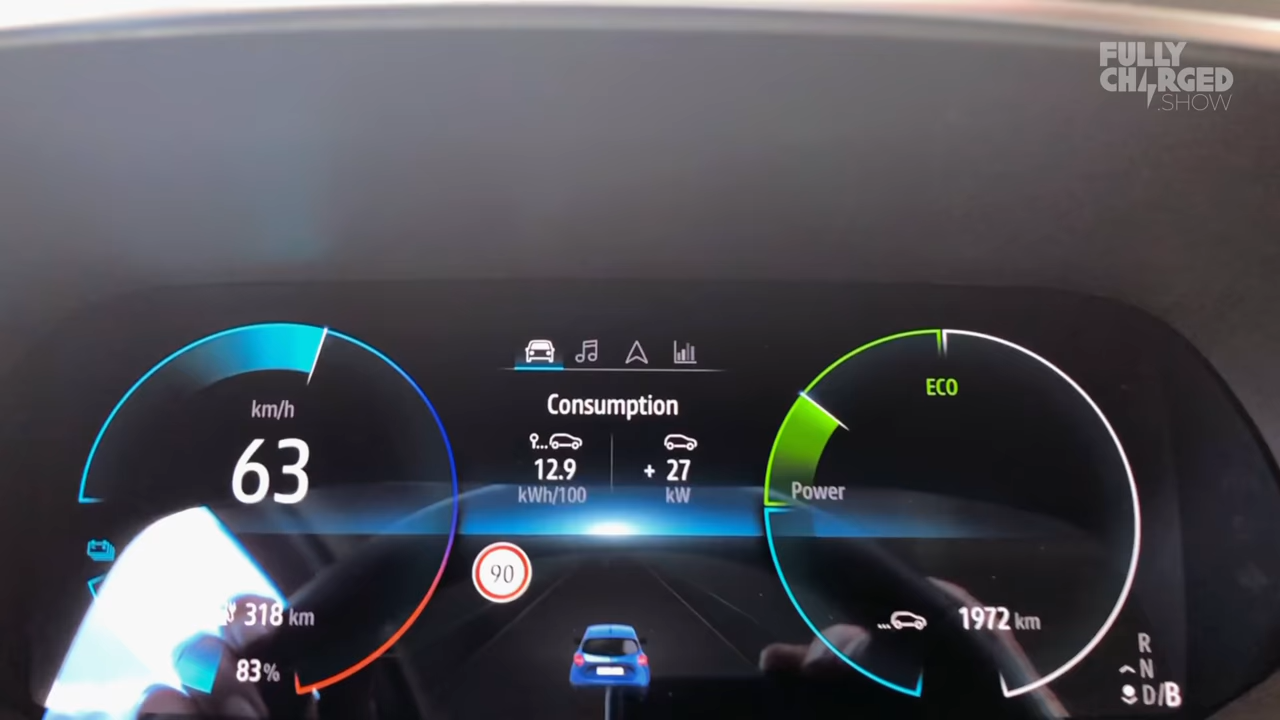 FULLY
CHARGED
.SHOW
km/h
63
318 km
83%
Consumption
12.9
kWh/100
+ 27
kW
90
ECO
Power
1972 km
R
N
D/B